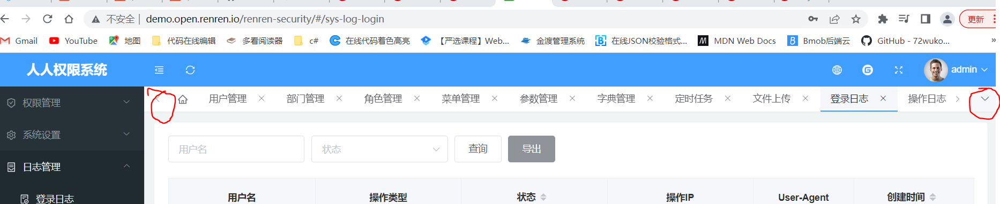 不安全 | demo.open.renren.io/renren-security/#/sys-log-login 更新
Gmail YouTube 地图 代码在线编辑 多看阅读器 c# 在线代码着色高亮 【严选课程】Web... 金渡管理系统 在线JSON校验格式... MDN Web Docs Bmob后端云 GitHub - 72wuko... »
人人权限系统 admin
权限管理 用户管理 部门管理 角色管理 菜单管理 参数管理 字典管理 定时任务 文件上传 登录日志 操作日志
系统设置
用户名 状态 查询 导出
日志管理
用户名 操作类型 状态 操作IP User-Agent 创建时间
登录日志